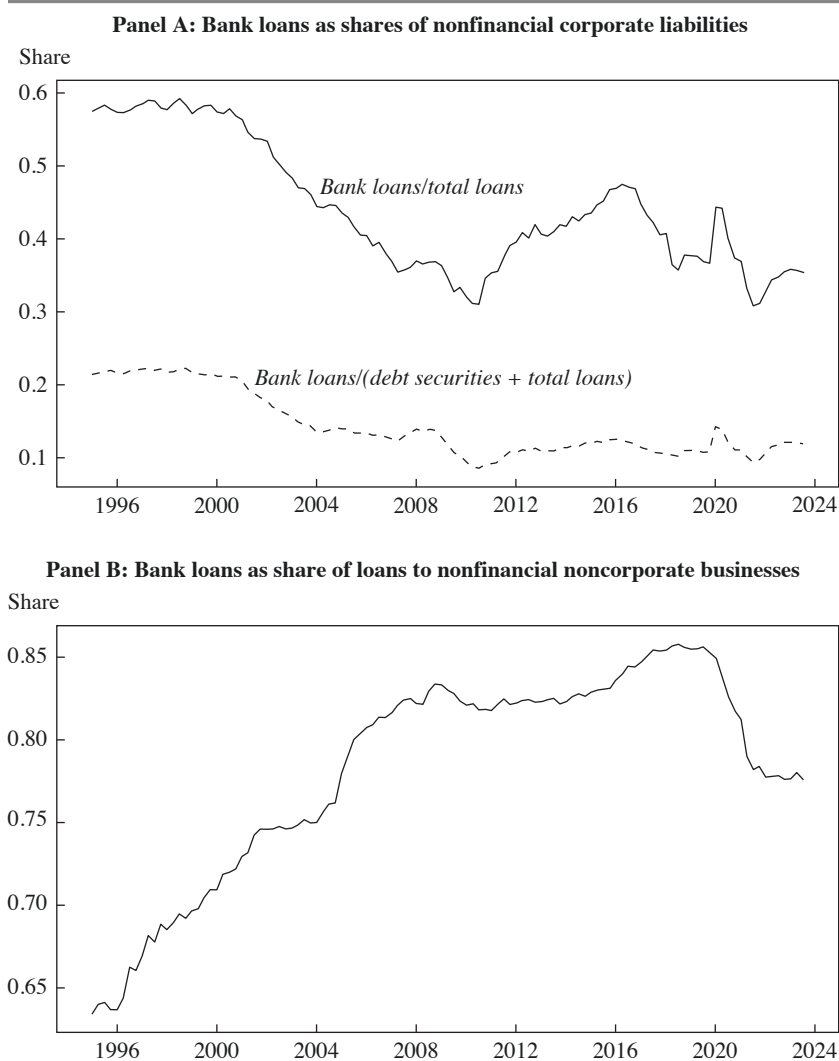 Panel A: Bank loans as shares of nonfinancial corporate liabilities
Share
0.6
0.5
Bank loans/total loans
0.4
0.3
0.2
Bank loans/(debt securities + total loans)
0.1
1996 2000 2004 2008 2012 2016 2020 2024
Panel B: Bank loans as share of loans to nonfinancial noncorporate businesses
Share
0.85
0.80
0.75
0.70
0.65
1996 2000 2004 2008 2012 2016 2020 2024